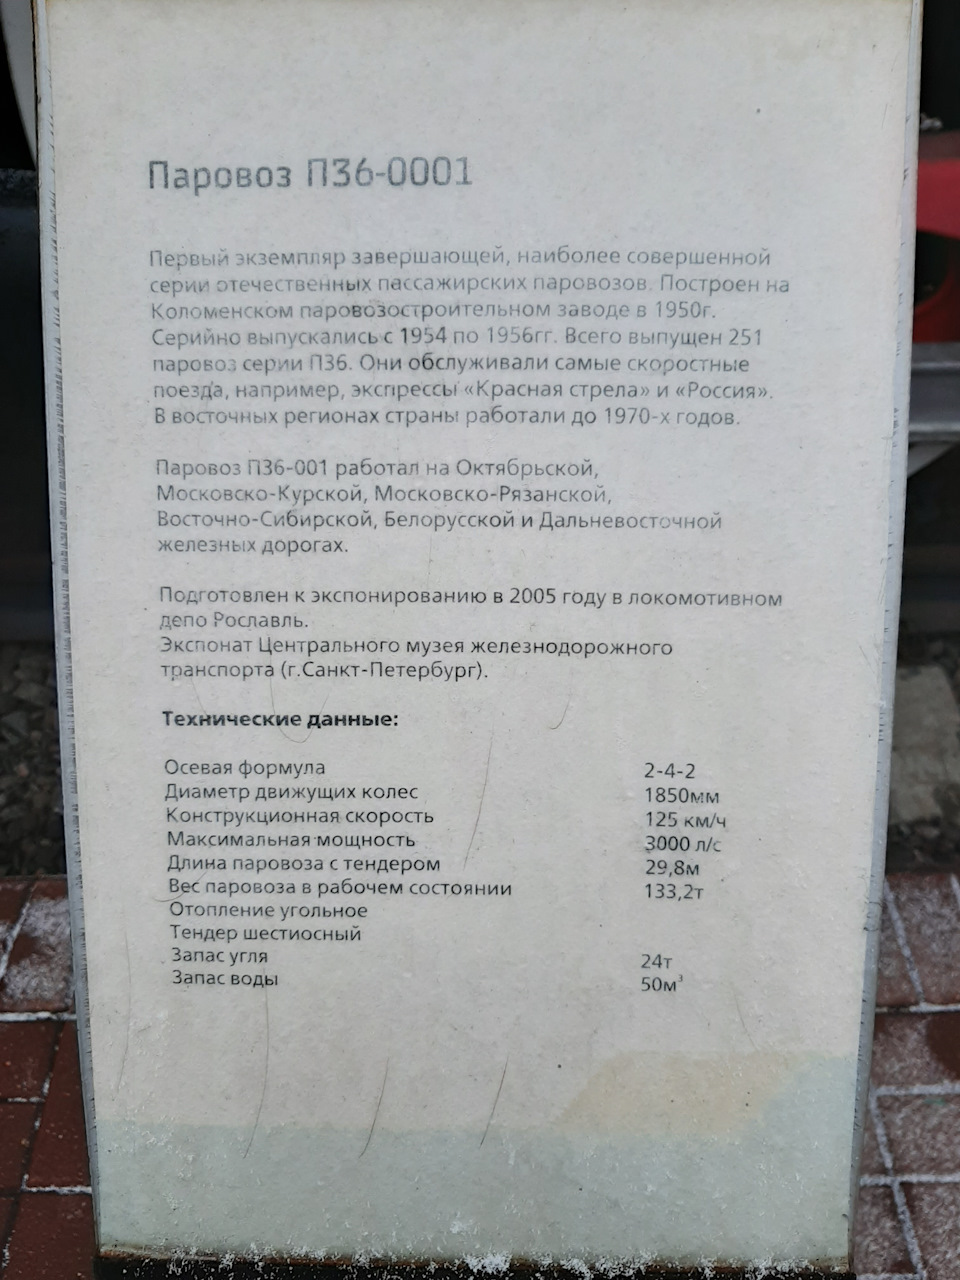 Паровоз П36-0001
Первый экземпляр завершающей, наиболее совершенной
серии отечественных пассажирских паровозов. Построен на
Коломенском паровозостроительном заводе в 1950г.
Серийно выпускались с 1954 по 1956гг. Всего выпущен 251
паровоз серии П36. Они обслуживали самые скоростные
поезда, например, экспрессы «Красная стрела» и «Россия».
В восточных регионах страны работали до 1970-х годов.
Паровоз П36-001 работал на Октябрьской,
Московско-Курской, Московско-Рязанской,
Восточно-Сибирской, Белорусской и Дальневосточной
железных дорогах.
Подготовлен к экспонированию в 2005 году в локомотивном
депо Рославль.
Экспонат Центрального музея железнодорожного
транспорта (г.Санкт-Петербург).
Технические данные:
Осевая формула 2-4-2
Диаметр движущих колес 1850мм
Конструкционная скорость 125 км/ч
Максимальная мощность 3000 л/с
Длина паровоза с тендером 29,8м
Вес паровоза в рабочем состоянии 133,2т
Отопление угольное
Тендер шестиосный
Запас угля 24т
Запас воды 50м³